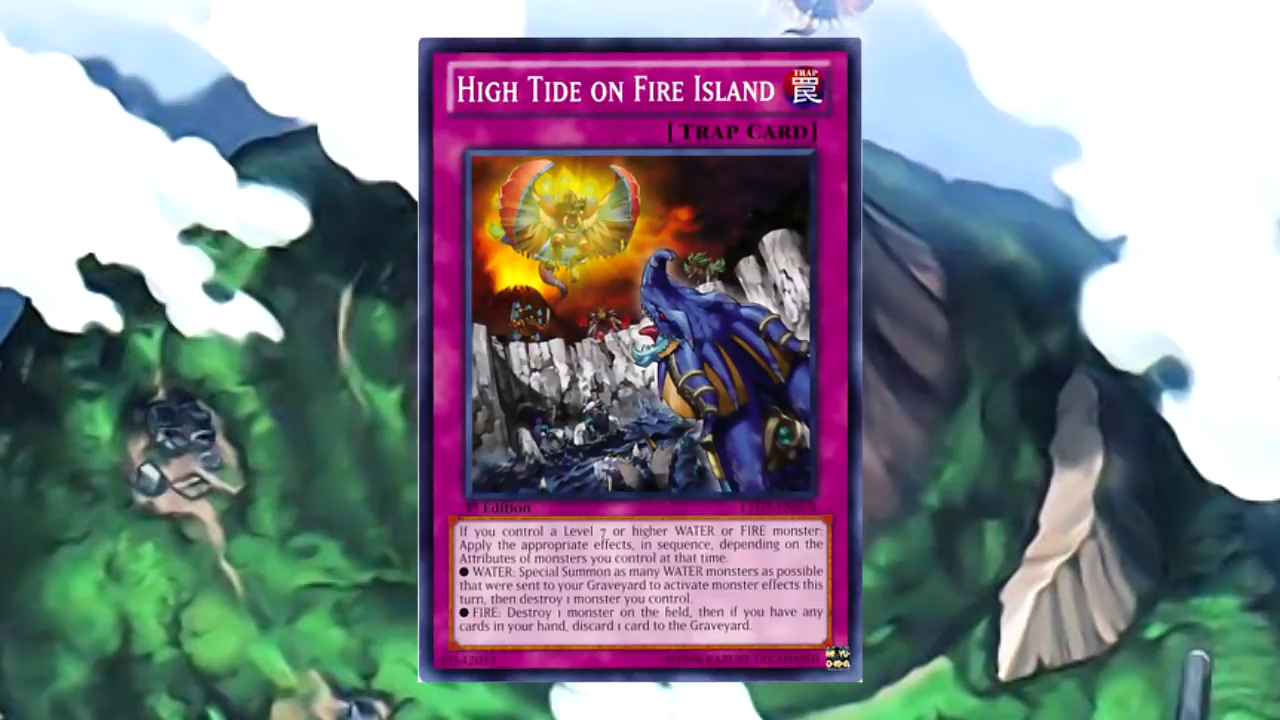 HIGH TIDE ON FIRE ISLAND
TRAP
罠
[TRAP CARD]
1st Edition
If you control a Level 7 or higher WATER or FIRE monster:
Apply the appropriate effects, in sequence, depending on the
Attributes of monsters you control at that time.
● WATER: Special Summon as many WATER monsters as possible
that were sent to your Graveyard to activate monster effects this
turn, then destroy 1 monster you control.
● FIRE: Destroy 1 monster on the field, then if you have any
cards in your hand, discard 1 card to the Graveyard.
KAZUKI TAKAHASHI